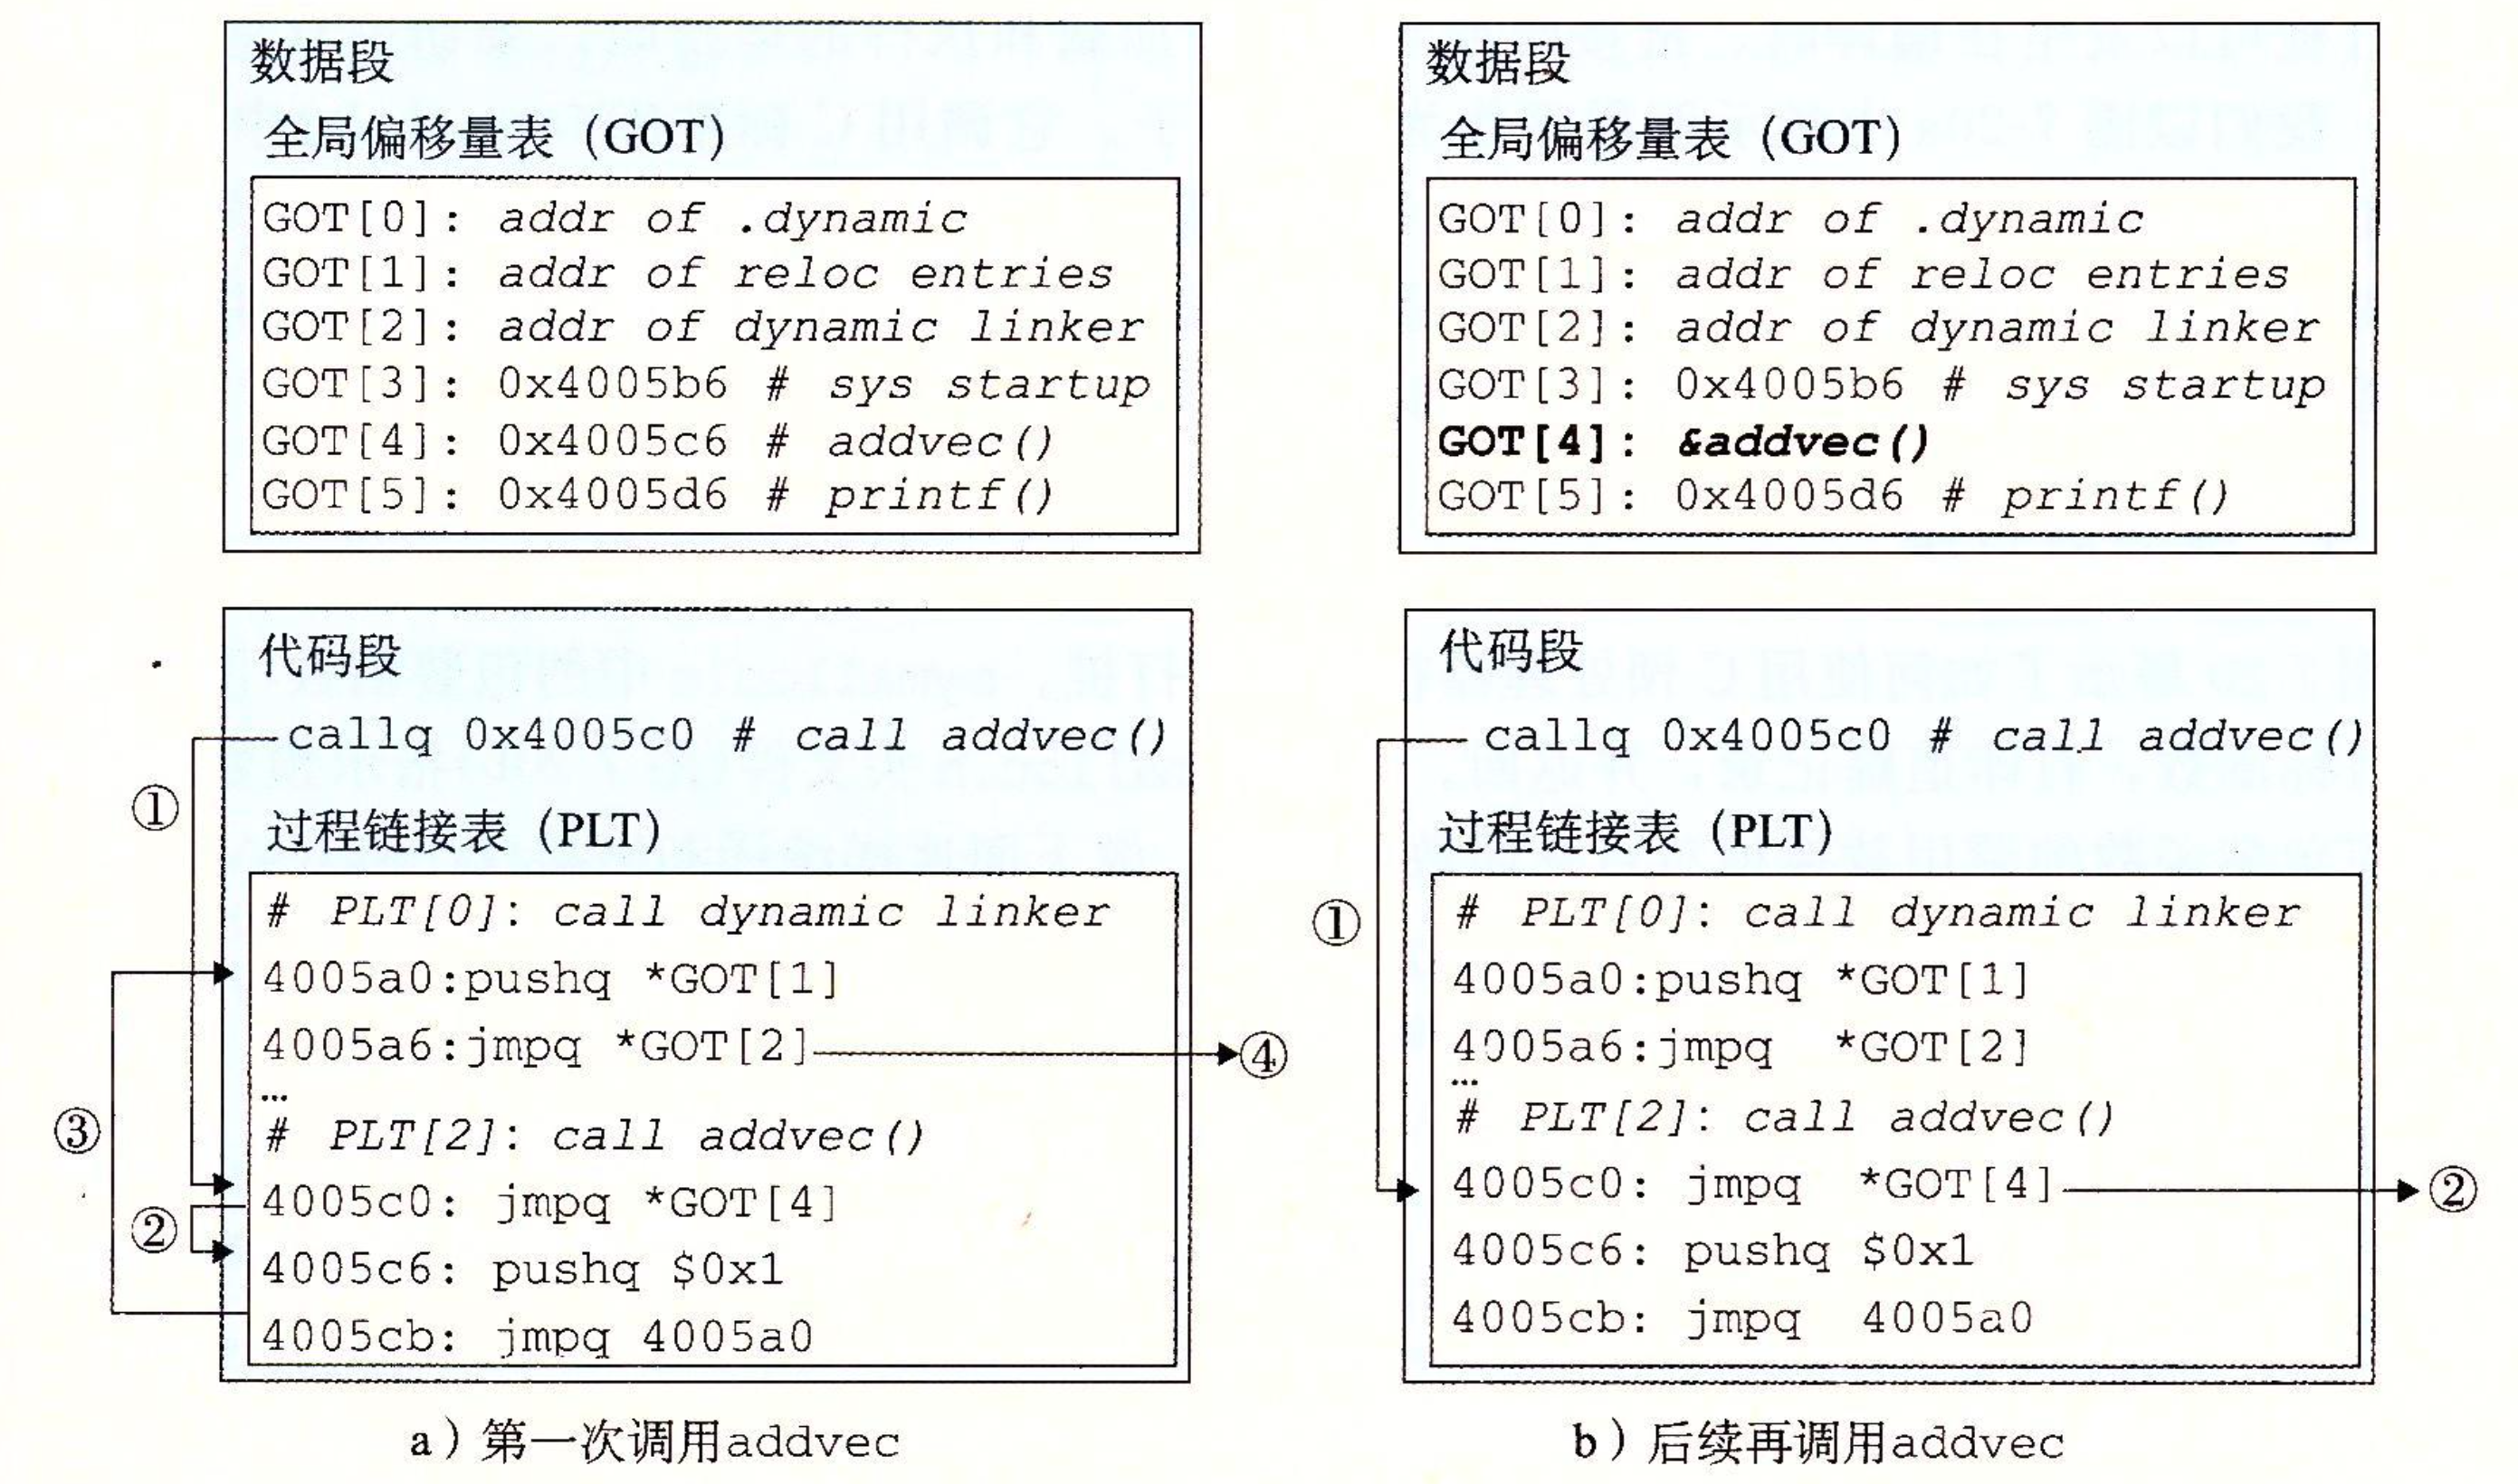 数据段
全局偏移量表（GOT）
GOT[0]: addr of .dynamic
GOT[1]: addr of reloc entries
GOT[2]: addr of dynamic linker
GOT[3]: 0x4005b6 # sys startup
GOT[4]: 0x4005c6 # addvec()
GOT[5]: 0x4005d6 # printf()
代码段
callq 0x4005c0 # call addvec()
①
过程链接表（PLT）
# PLT[0]: call dynamic linker
4005a0:pushq *GOT[1]
4005a6:jmpq *GOT[2]
④
…
③
# PLT[2]: call addvec()
4005c0: jmpq *GOT[4]
②
4005c6: pushq $0x1
4005cb: jmpq 4005a0
a）第一次调用addvec
数据段
全局偏移量表（GOT）
GOT[0]: addr of .dynamic
GOT[1]: addr of reloc entries
GOT[2]: addr of dynamic linker
GOT[3]: 0x4005b6 # sys startup
GOT[4]: &addvec()
GOT[5]: 0x4005d6 # printf()
代码段
callq 0x4005c0 # call addvec()
过程链接表（PLT）
①
# PLT[0]: call dynamic linker
4005a0:pushq *GOT[1]
4005a6:jmpq *GOT[2]
…
# PLT[2]: call addvec()
4005c0: jmpq *GOT[4]
②
4005c6: pushq $0x1
4005cb: jmpq 4005a0
b）后续再调用addvec